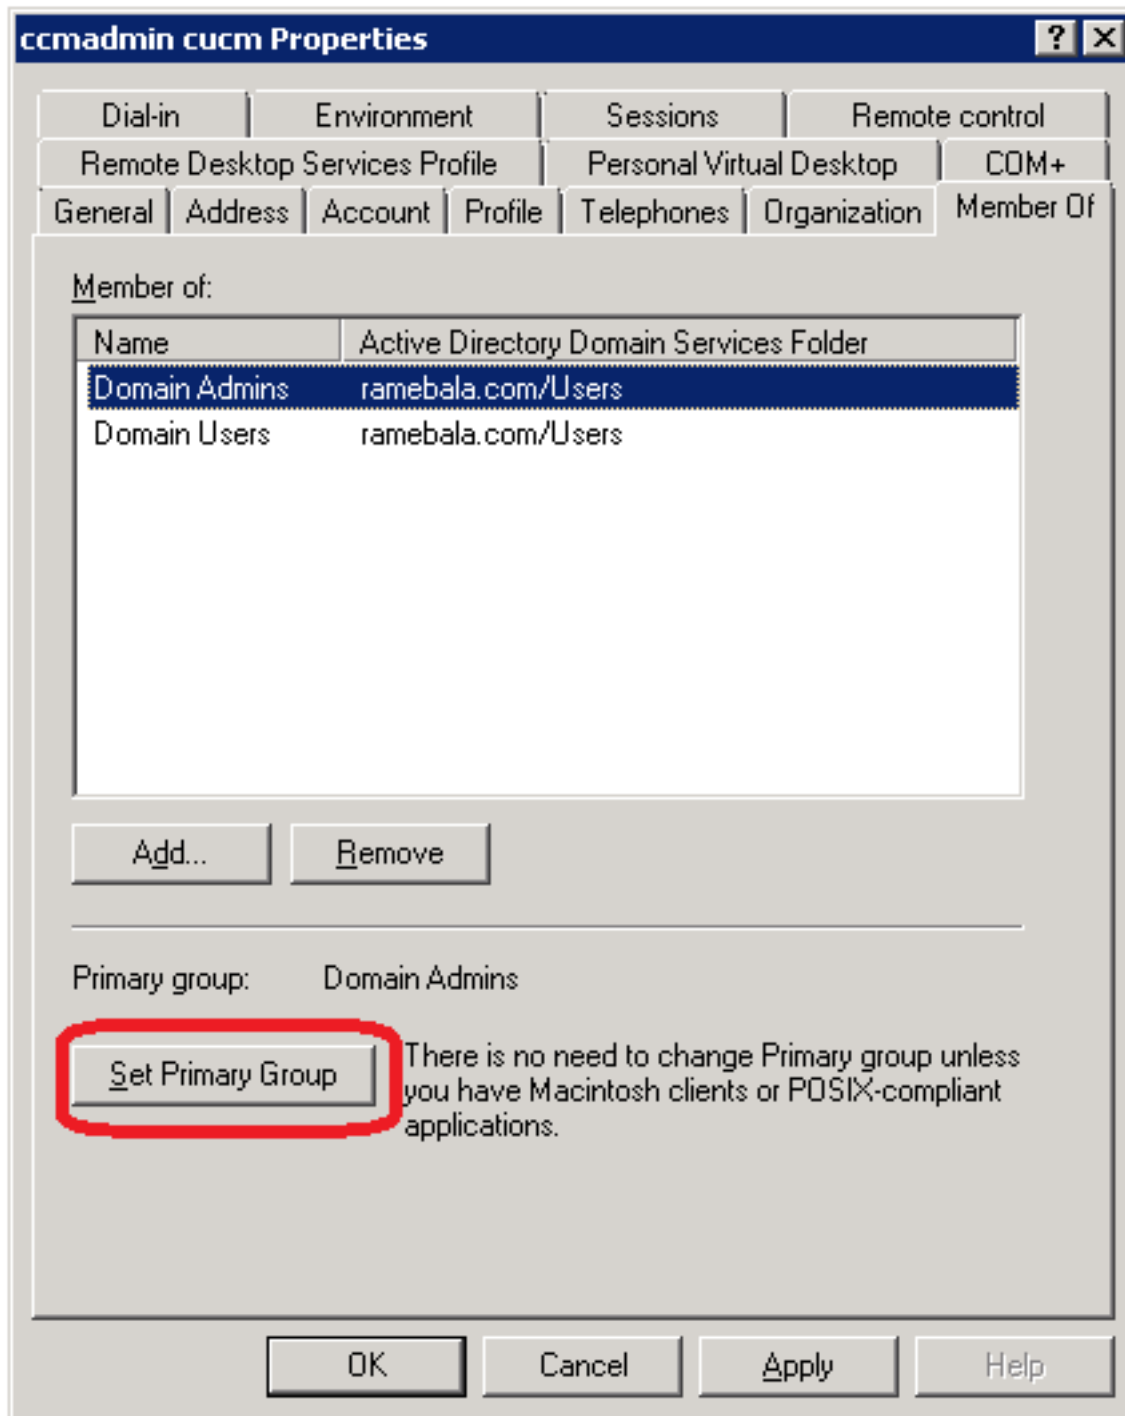 ccmadmin cucm Properties ? X
Dial-in Environment Sessions Remote control
Remote Desktop Services Profile Personal Virtual Desktop COM+
General Address Account Profile Telephones Organization Member Of
Member of:
Name Active Directory Domain Services Folder
Domain Admins ramebala.com/Users
Domain Users ramebala.com/Users
Add... Remove
Primary group: Domain Admins
Set Primary Group
There is no need to change Primary group unless
you have Macintosh clients or POSIX-compliant
applications.
OK Cancel Apply Help